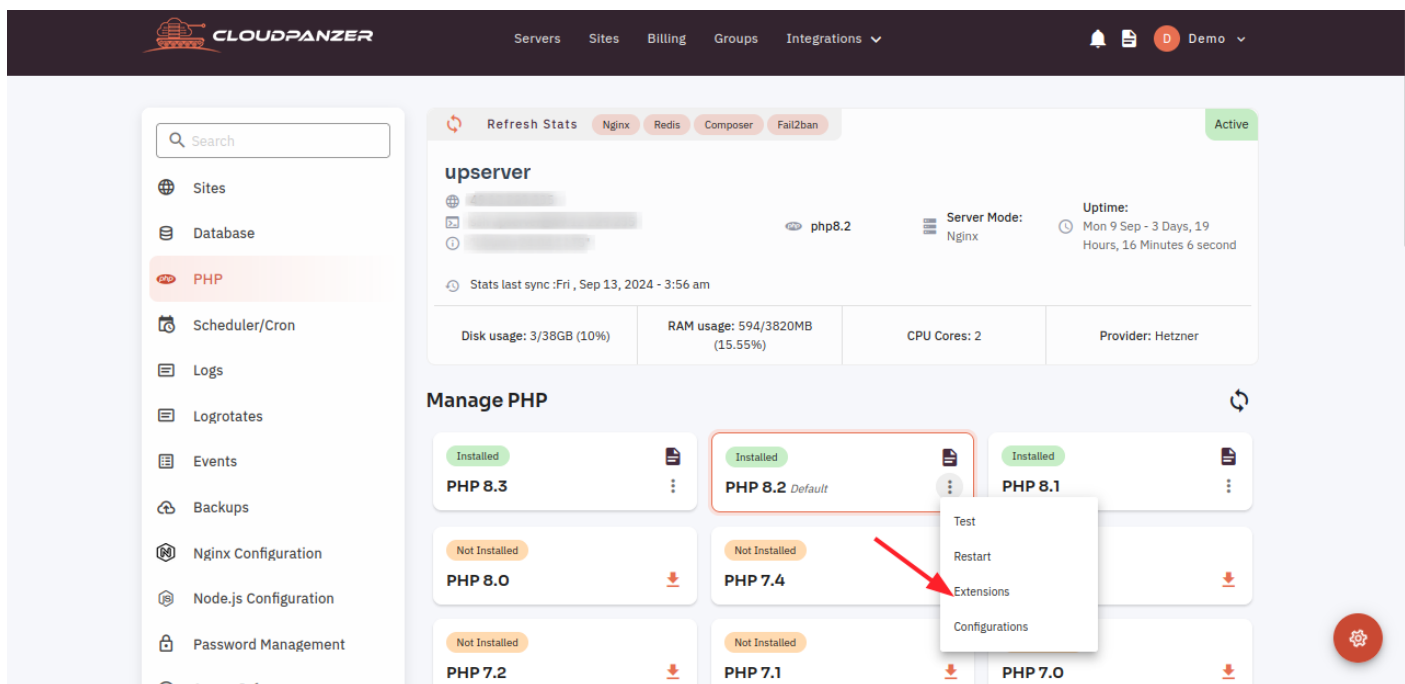 CLOUDPANZER
Servers Sites Billing Groups Integrations
D Demo
Search
Sites
Database
php PHP
Scheduler/Cron
Logs
Logrotates
Events
Backups
Nginx Configuration
Node.js Configuration
Password Management
Refresh Stats Nginx Redis Composer Fail2ban
Active
upserver
php php8.2
Server Mode:
Nginx
Uptime:
Mon 9 Sep - 3 Days, 19
Hours, 16 Minutes 6 second
Stats last sync :Fri , Sep 13, 2024 - 3:56 am
Disk usage: 3/38GB (10%)
RAM usage: 594/3820MB
(15.55%)
CPU Cores: 2
Provider: Hetzner
Manage PHP
Installed
PHP 8.3
Installed
PHP 8.2 Default
Installed
PHP 8.1
Test
Restart
Extensions
Configurations
Not Installed
PHP 8.0
Not Installed
PHP 7.4
Not Installed
PHP 7.2
Not Installed
PHP 7.1
PHP 7.0